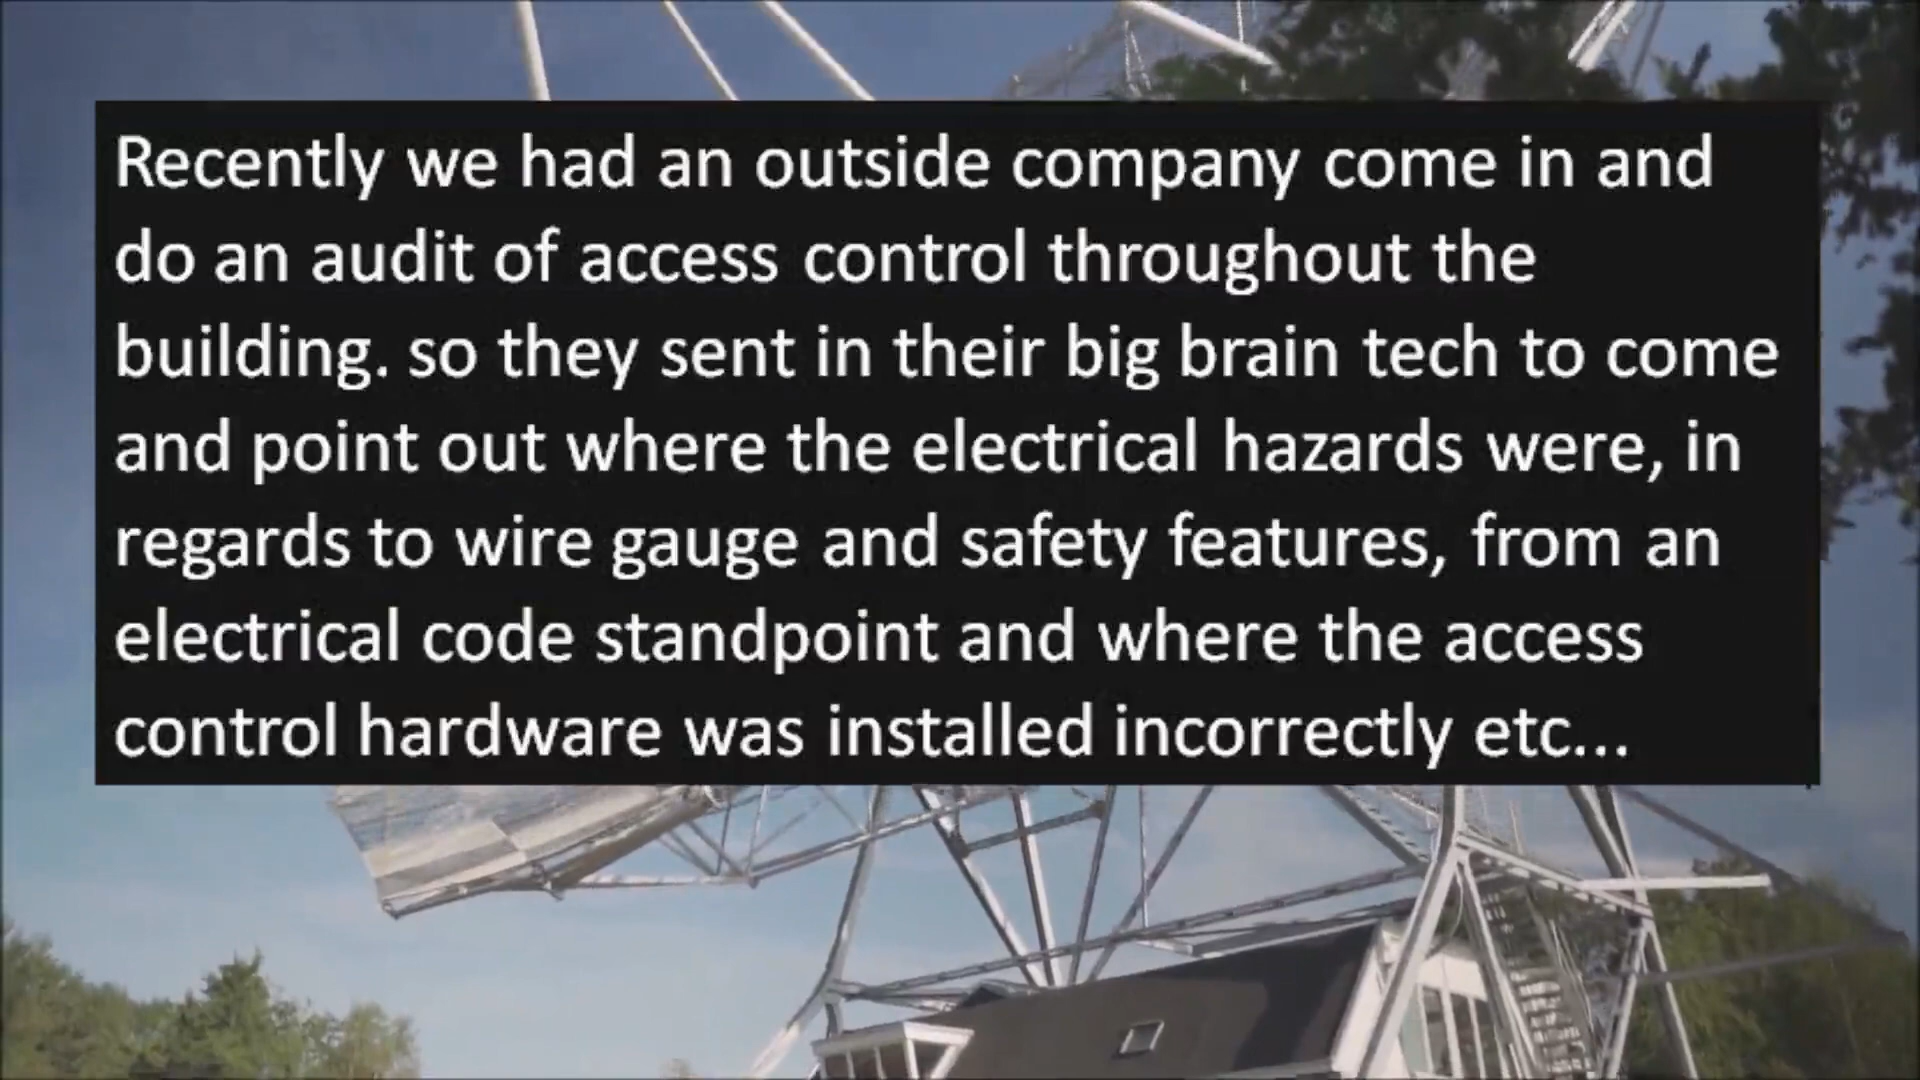 Recently we had an outside company come in and
do an audit of access control throughout the
building. so they sent in their big brain tech to come
and point out where the electrical hazards were, in
regards to wire gauge and safety features, from an
electrical code standpoint and where the access
control hardware was installed incorrectly etc...